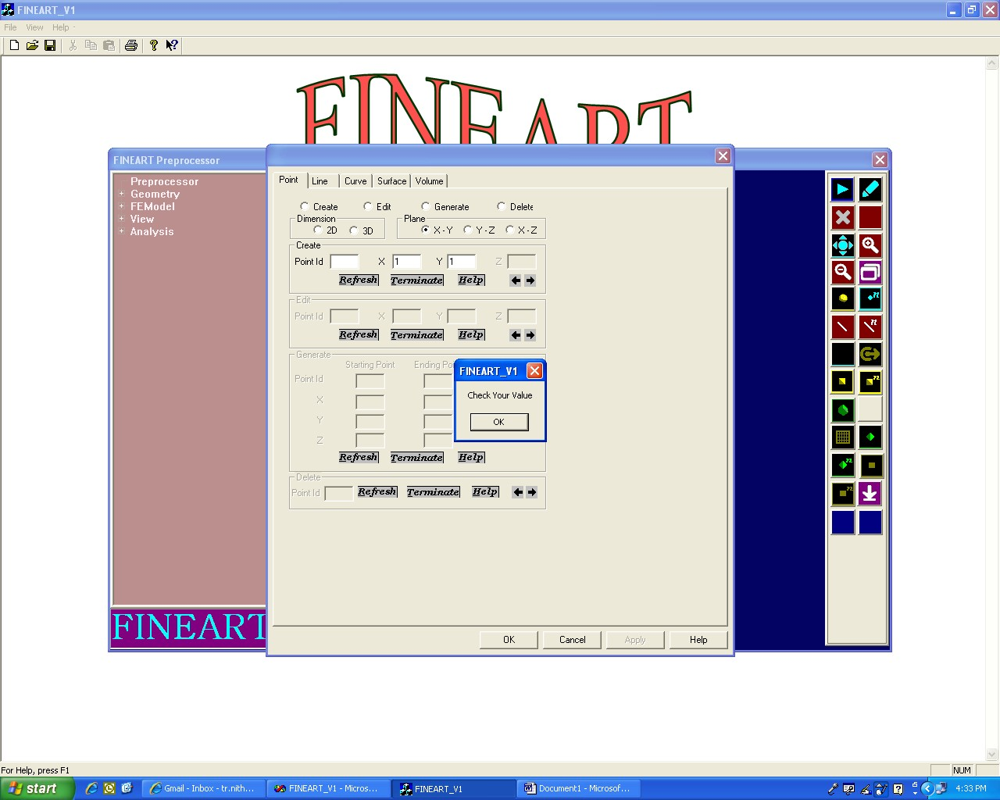 FINEART_V1
File View Help -
FINEART
FINEART Preprocessor
Preprocessor
Geometry
FEModel
View
Analysis
FINEART
Point Line Curve Surface Volume
Create Edit Generate Delete
Dimension Plane
2D 3D X - Y Y - Z X - Z
Create
Point Id X 1 Y 1 Z
Refresh Terminate Help
Edit
Point Id X Y Z
Refresh Terminate Help
Generate
Starting Point Ending Po
Point Id
X
Y
Z
Refresh Terminate Help
Delete
Point Id Refresh Terminate Help
FINEART_V1
Check Your Value
OK
OK Cancel Apply Help
For Help, press F1 NUM
start Gmail - Inbox - tr.nith... FINEART_V1 - Micros... FINEART_V1 Document1 - Microsof... 4:33 PM